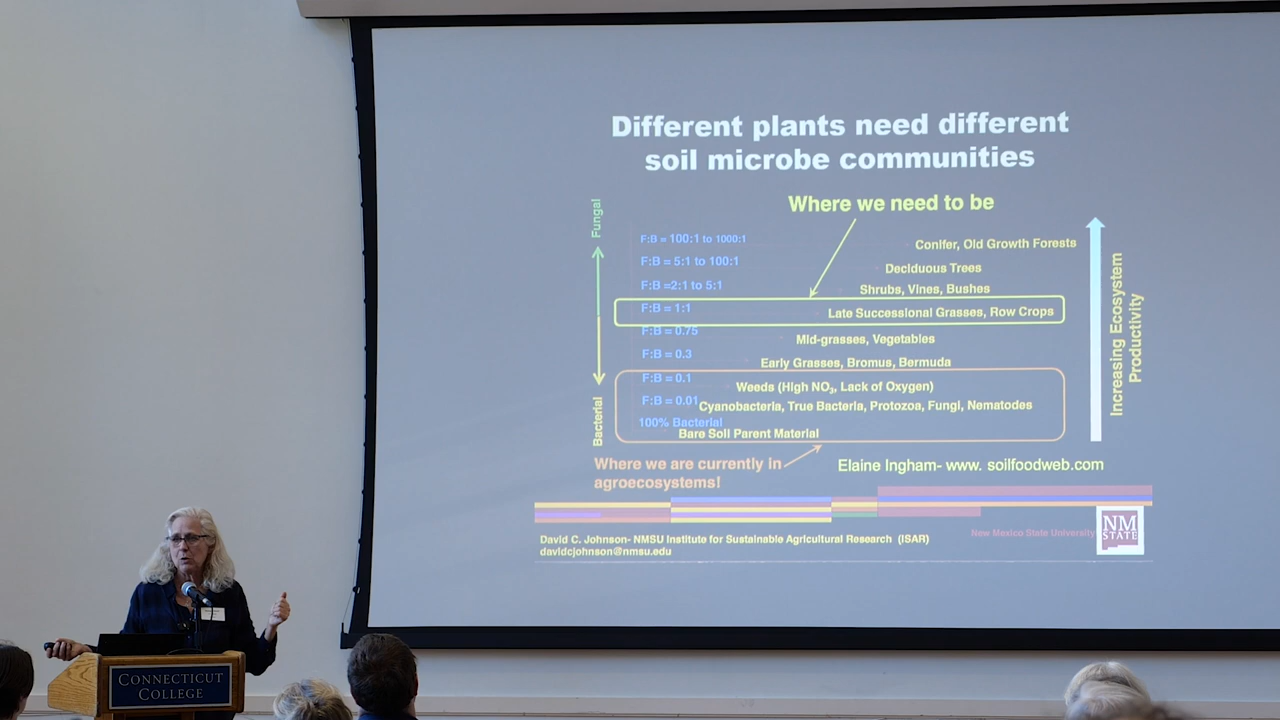 Different plants need different
soil microbe communities
Where we need to be
Fungal
F:B = 100:1 to 1000:1
Conifer, Old Growth Forests
F:B = 5:1 to 100:1
Deciduous Trees
F:B =2:1 to 5:1
Shrubs, Vines, Bushes
F:B = 1:1
Late Successional Grasses, Row Crops
F:B = 0.75
Mid-grasses, Vegetables
F:B = 0.3
Early Grasses, Bromus, Bermuda
F:B = 0.1
Weeds (High NO3, Lack of Oxygen)
F:B = 0.01
Cyanobacteria, True Bacteria, Protozoa, Fungi, Nematodes
100% Bacterial
Bare Soil Parent Material
Bacterial
Increasing Ecosystem
Productivity
Where we are currently in
agroecosystems!
Elaine Ingham- www. soilfoodweb.com
David C. Johnson- NMSU Institute for Sustainable Agricultural Research (ISAR)
davidcjohnson@nmsu.edu
New Mexico State University
NM
STATE
CONNECTICUT
COLLEGE